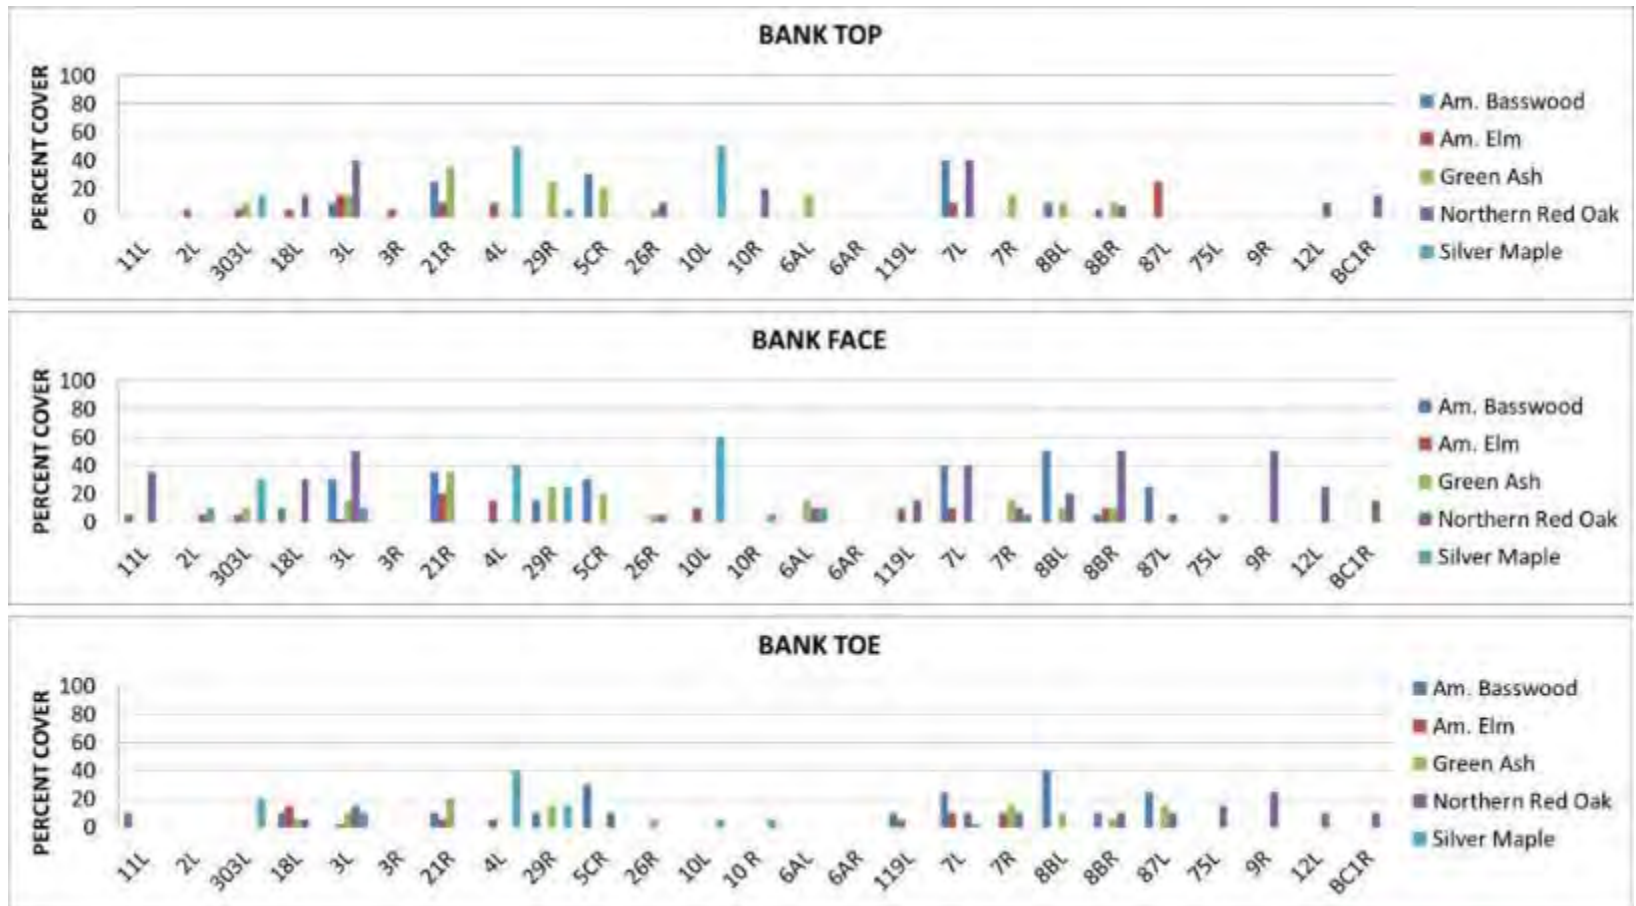 BANK TOP
PERCENT COVER
100
80
60
40
20
0
11L 2L 303L 18L 3L 3R 21R 4L 29R 5CR 26R 10L 10R 6AL 6AR 119L 7L 7R 8BL 8BR 87L 75L 9R 12L BC1R
Am. Basswood
Am. Elm
Green Ash
Northern Red Oak
Silver Maple
BANK FACE
PERCENT COVER
100
80
60
40
20
0
11L 2L 303L 18L 3L 3R 21R 4L 29R 5CR 26R 10L 10R 6AL 6AR 119L 7L 7R 8BL 8BR 87L 75L 9R 12L BC1R
Am. Basswood
Am. Elm
Green Ash
Northern Red Oak
Silver Maple
BANK TOE
PERCENT COVER
100
80
60
40
20
0
11L 2L 303L 18L 3L 3R 21R 4L 29R 5CR 26R 10L 10 R 6AL 6AR 119L 7L 7R 8BL 8BR 87L 75L 9R 12L BC1R
Am. Basswood
Am. Elm
Green Ash
Northern Red Oak
Silver Maple